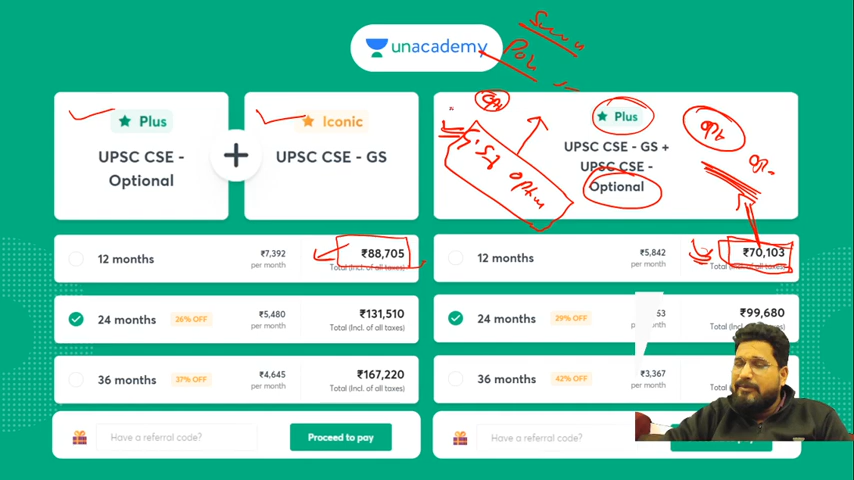 unacademy
Plus
UPSC CSE -
Optional
+
Iconic
UPSC CSE - GS
12 months
₹7,392
per month
₹88,705
Total (Incl. of all taxes)
24 months
26% OFF
₹5,480
per month
₹131,510
Total (Incl. of all taxes)
36 months
37% OFF
₹4,645
per month
₹167,220
Total (Incl. of all taxes)
Have a referral code?
Proceed to pay
Plus
UPSC CSE - GS +
UPSC CSE -
Optional
12 months
₹5,842
per month
₹70,103
Total (Incl. of all taxes)
24 months
29% OFF
per month
₹99,680
Total (Incl. of
36 months
42% OFF
₹3,367
per month
Have a referral code?